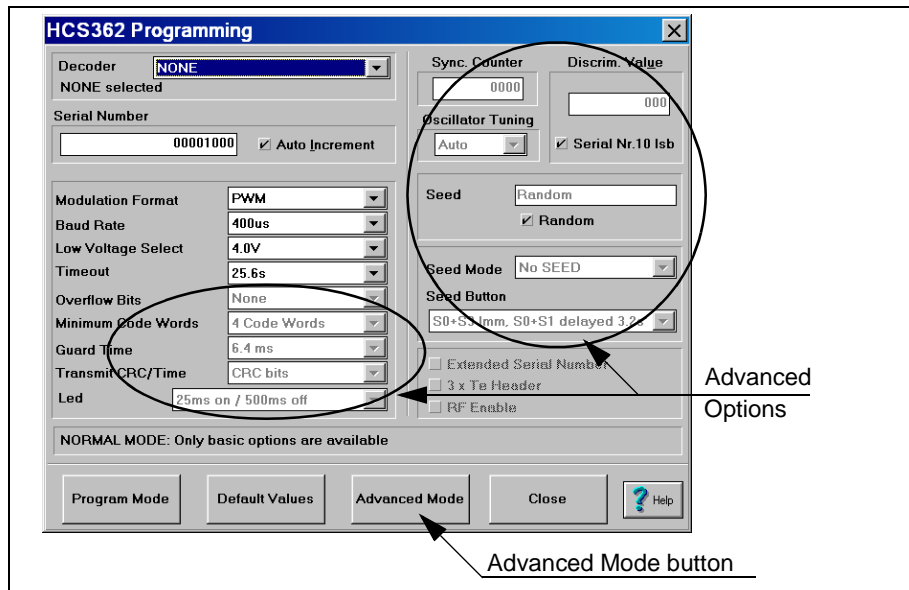 HCS362 Programming
Decoder NONE
NONE selected
Serial Number
00001000 Auto Increment
Modulation Format PWM
Baud Rate 400us
Low Voltage Select 4.0V
Timeout 25.6s
Overflow Bits None
Minimum Code Words 4 Code Words
Guard Time 6.4 ms
Transmit CRC/Time CRC bits
Led 25ms on / 500ms off
Sync. Counter
0000
Discrim. Value
000
Oscillator Tuning
Auto
Serial Nr.10 lsb
Seed Random
Random
Seed Mode No SEED
Seed Button
S0+S3 Imm, S0+S1 delayed 3.2s
Extended Serial Number
3 x Te Header
RF Enable
NORMAL MODE: Only basic options are available
Program Mode Default Values Advanced Mode Close Help
Advanced
Options
Advanced Mode button